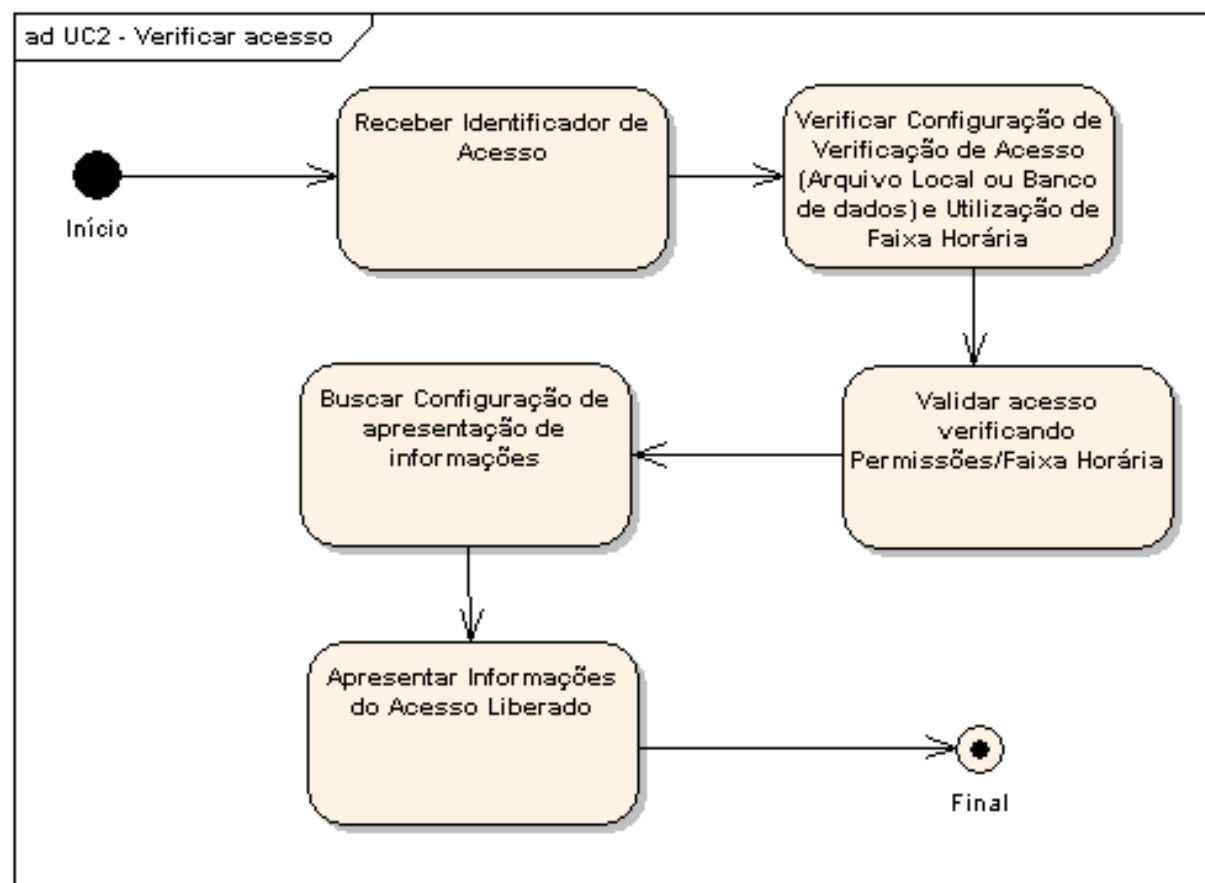 ad UC2 - Verificar acesso
Receber Identificador de
Acesso
Verificar Configuração de
Verificação de Acesso
(Arquivo Local ou Banco
de dados) e Utilização de
Faixa Horária
Início
Buscar Configuração de
apresentação de
informações
Validar acesso
verificando
Permissões/Faixa Horária
Apresentar Informações
do Acesso Liberado
Final